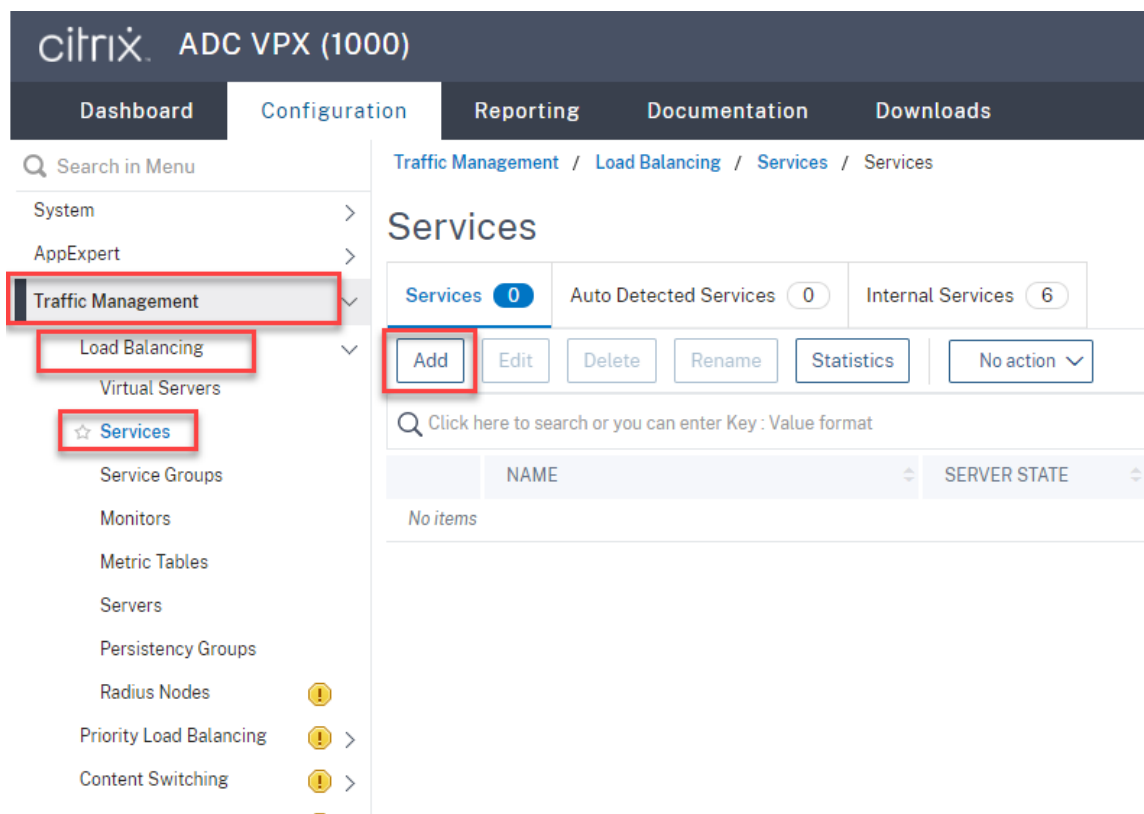 citrix. ADC VPX (1000)
Dashboard Configuration Reporting Documentation Downloads
Search in Menu
System
AppExpert
Traffic Management
Load Balancing
Virtual Servers
Services
Service Groups
Monitors
Metric Tables
Servers
Persistency Groups
Radius Nodes
Priority Load Balancing
Content Switching
Traffic Management / Load Balancing / Services / Services
Services
Services 0 Auto Detected Services 0 Internal Services 6
Add Edit Delete Rename Statistics No action
Click here to search or you can enter Key : Value format
NAME SERVER STATE
No items